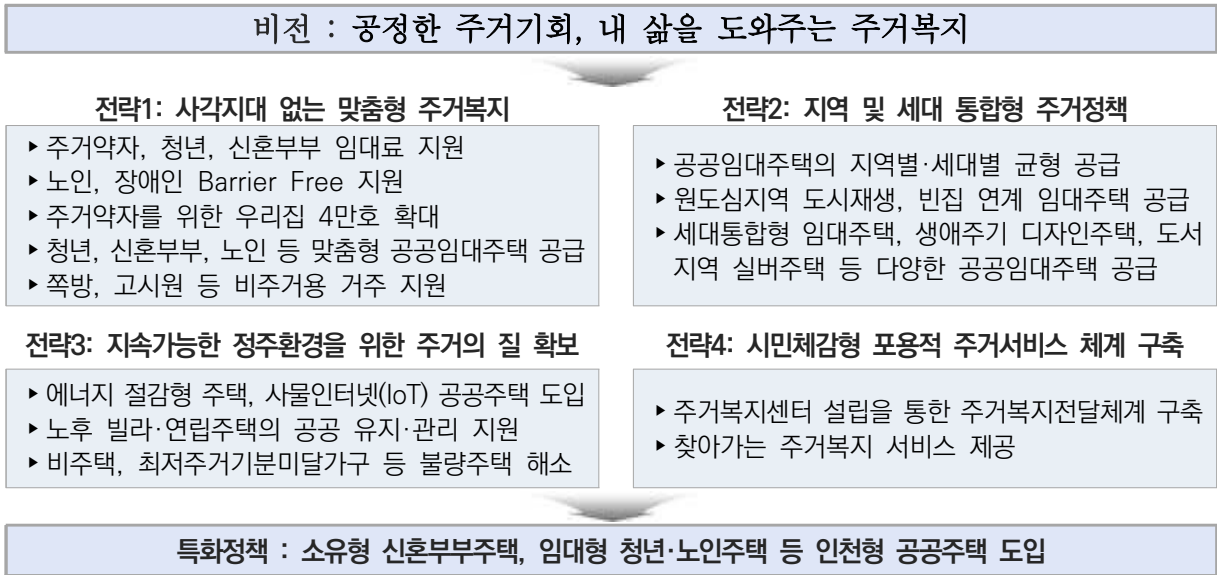 비전 : 공정한 주거기회, 내 삶을 도와주는 주거복지
전략1: 사각지대 없는 맞춤형 주거복지
▸주거약자, 청년, 신혼부부 임대료 지원
▸노인, 장애인 Barrier Free 지원
▸주거약자를 위한 우리집 4만호 확대
▸청년, 신혼부부, 노인 등 맞춤형 공공임대주택 공급
▸쪽방, 고시원 등 비주거용 거주 지원
전략2: 지역 및 세대 통합형 주거정책
▸공공임대주택의 지역별·세대별 균형 공급
▸원도심지역 도시재생, 빈집 연계 임대주택 공급
▸세대통합형 임대주택, 생애주기 디자인주택, 도서
지역 실버주택 등 다양한 공공임대주택 공급
전략3: 지속가능한 정주환경을 위한 주거의 질 확보
▸에너지 절감형 주택, 사물인터넷(IoT) 공공주택 도입
▸노후 빌라·연립주택의 공공 유지·관리 지원
▸비주택, 최저주거기분미달가구 등 불량주택 해소
전략4: 시민체감형 포용적 주거서비스 체계 구축
▸주거복지센터 설립을 통한 주거복지전달체계 구축
▸찾아가는 주거복지 서비스 제공
특화정책 : 소유형 신혼부부주택, 임대형 청년·노인주택 등 인천형 공공주택 도입